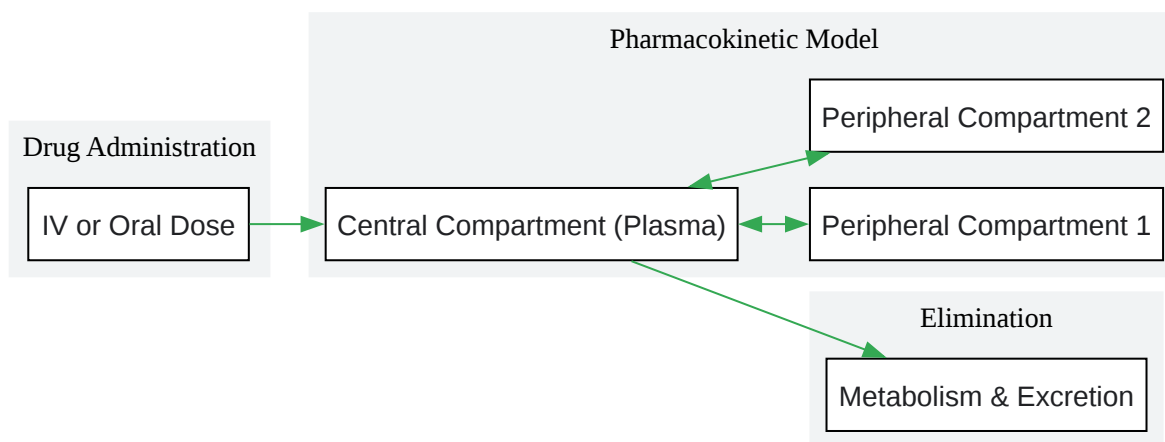 Pharmacokinetic Model
Peripheral Compartment 2
Drug Administration
IV or Oral Dose
Central Compartment (Plasma)
Peripheral Compartment 1
Elimination
Metabolism & Excretion